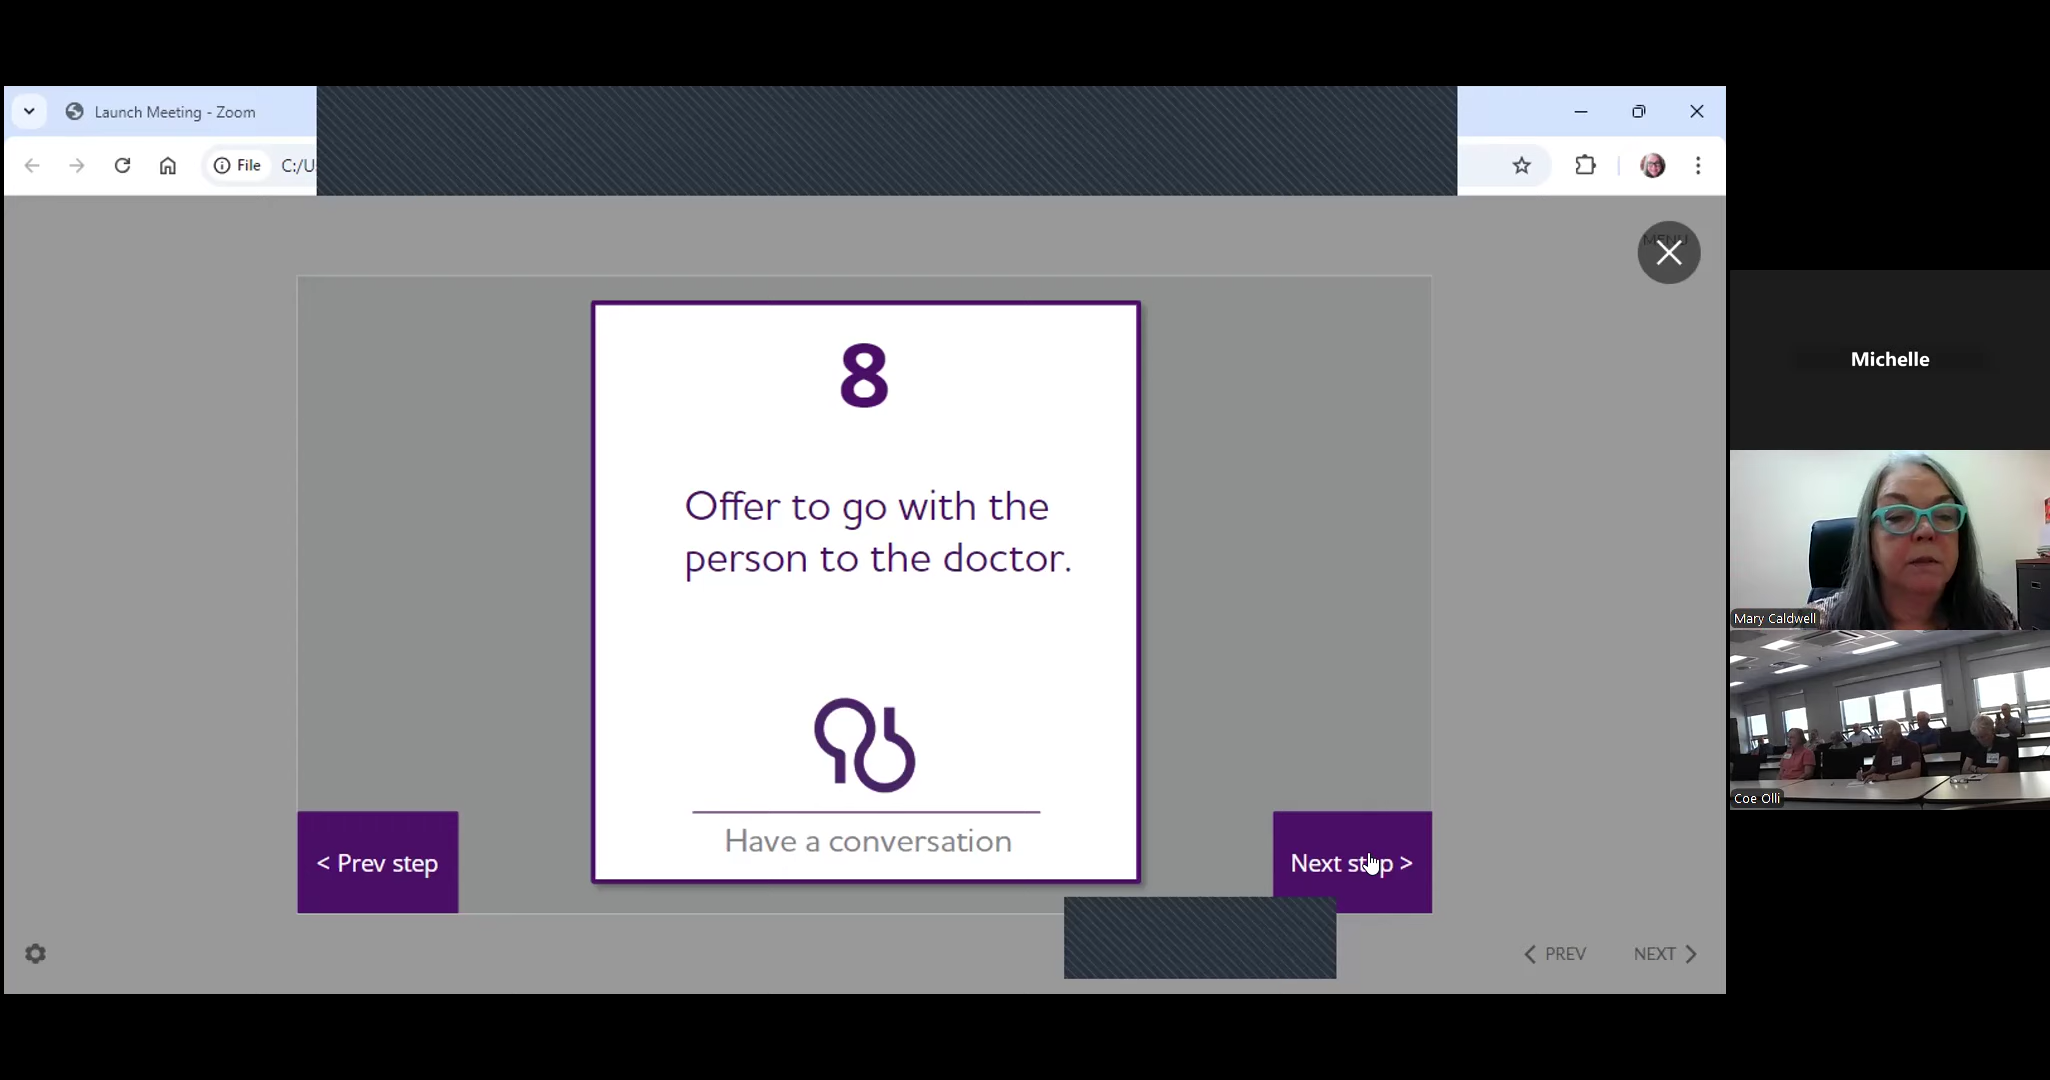 Launch Meeting - Zoom
File C:/U
MENU
8
Offer to go with the
person to the doctor.
Have a conversation
< Prev step
Next step >
PREV
NEXT
Michelle
Mary Caldwell
Coe Olli